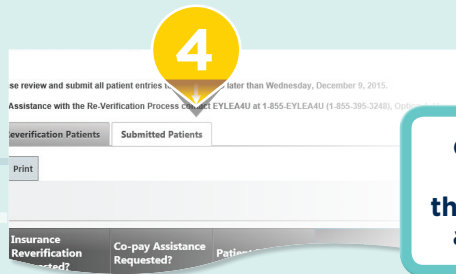 4
se review and submit all patient entries later than Wednesday, December 9, 2015.
Assistance with the Re-Verification Process contact EYLEA4U at 1-855-EYLEA4U (1-855-395-3248),
everification Patients Submitted Patients
Print
th
a
Insurance
Reverification Co-pay Assistance
Requested?